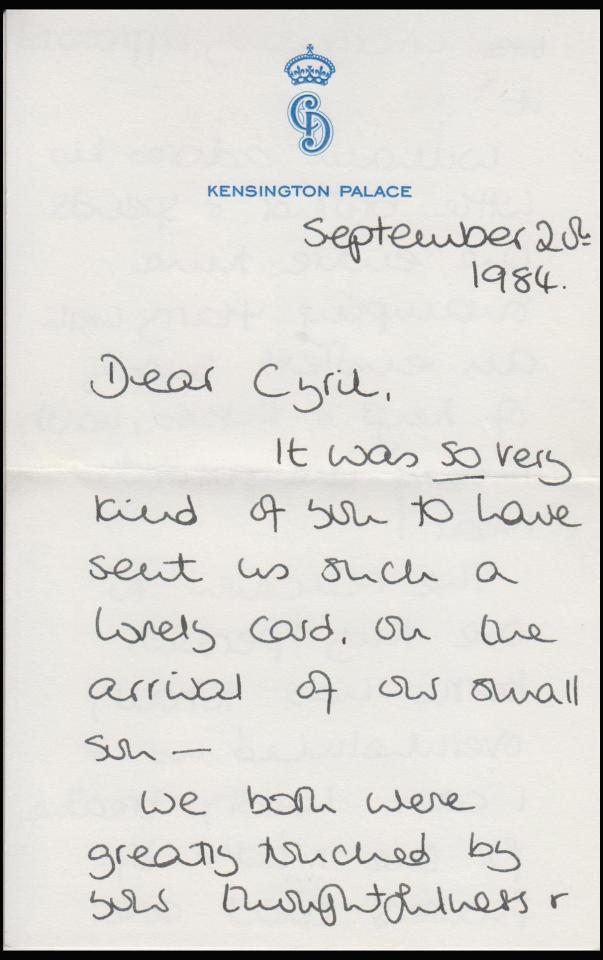 KENSINGTON PALACE
September 20th
1984.
Dear Cyril,
It was so very
kind of you to have
sent us such a
lovely card, on the
arrival of our small
son —
We both were
greatly touched by
your thoughtfulness &